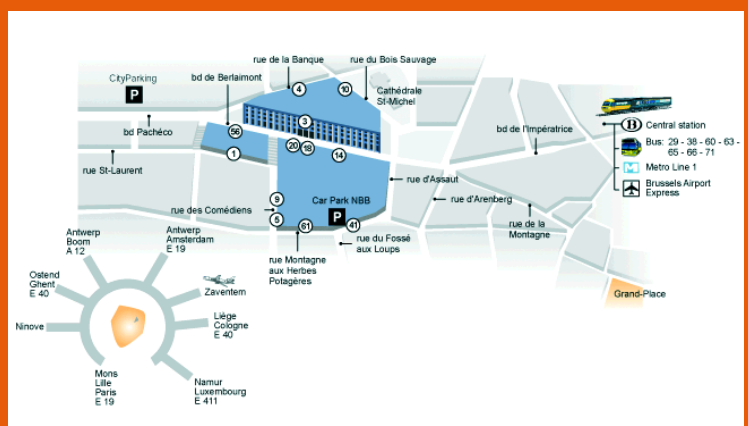 rue de la Banque
rue du Bois Sauvage
CityParking
P
bd de Berlaimont
4
10
Cathédrale
St-Michel
3
56
bd Pachéco
20
18
1
14
rue St-Laurent
bd de l'Impératrice
B Central station
Bus: 29 - 38 - 60 - 63 -
65 - 66 - 71
M Metro Line 1
Brussels Airport
Express
rue d'Assaut
rue d'Arenberg
rue des Comédiens
9
5
Car Park NBB
P
61
41
rue Montagne
aux Herbes
Potagères
rue du Fossé
aux Loups
rue de la
Montagne
Grand-Place
Antwerp
Boom
A 12
Antwerp
Amsterdam
E 19
Ostend
Ghent
E 40
Zaventem
Ninove
Liége
Cologne
E 40
Mons
Lille
Paris
E 19
Namur
Luxembourg
E 411